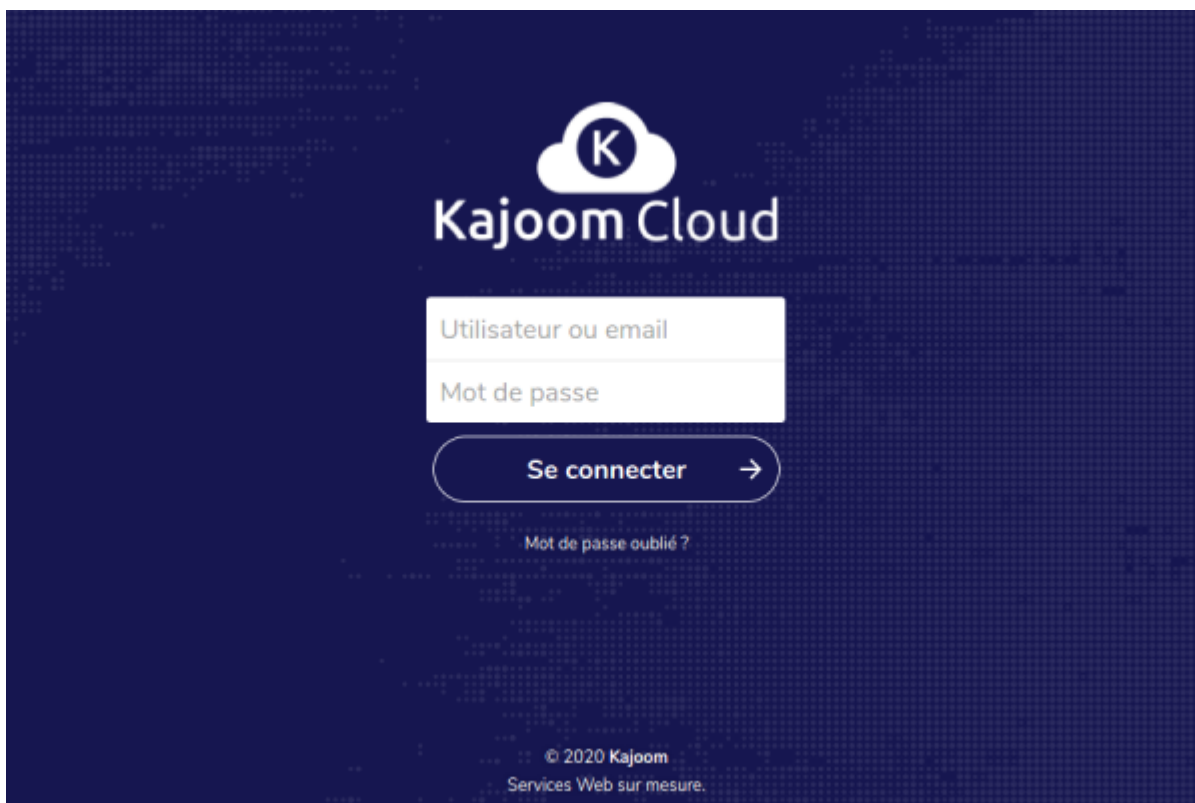 K
Kajoom Cloud
Utilisateur ou email
Mot de passe
Se connecter
Mot de passe oublié ?
© 2020 Kajoom
Services Web sur mesure.